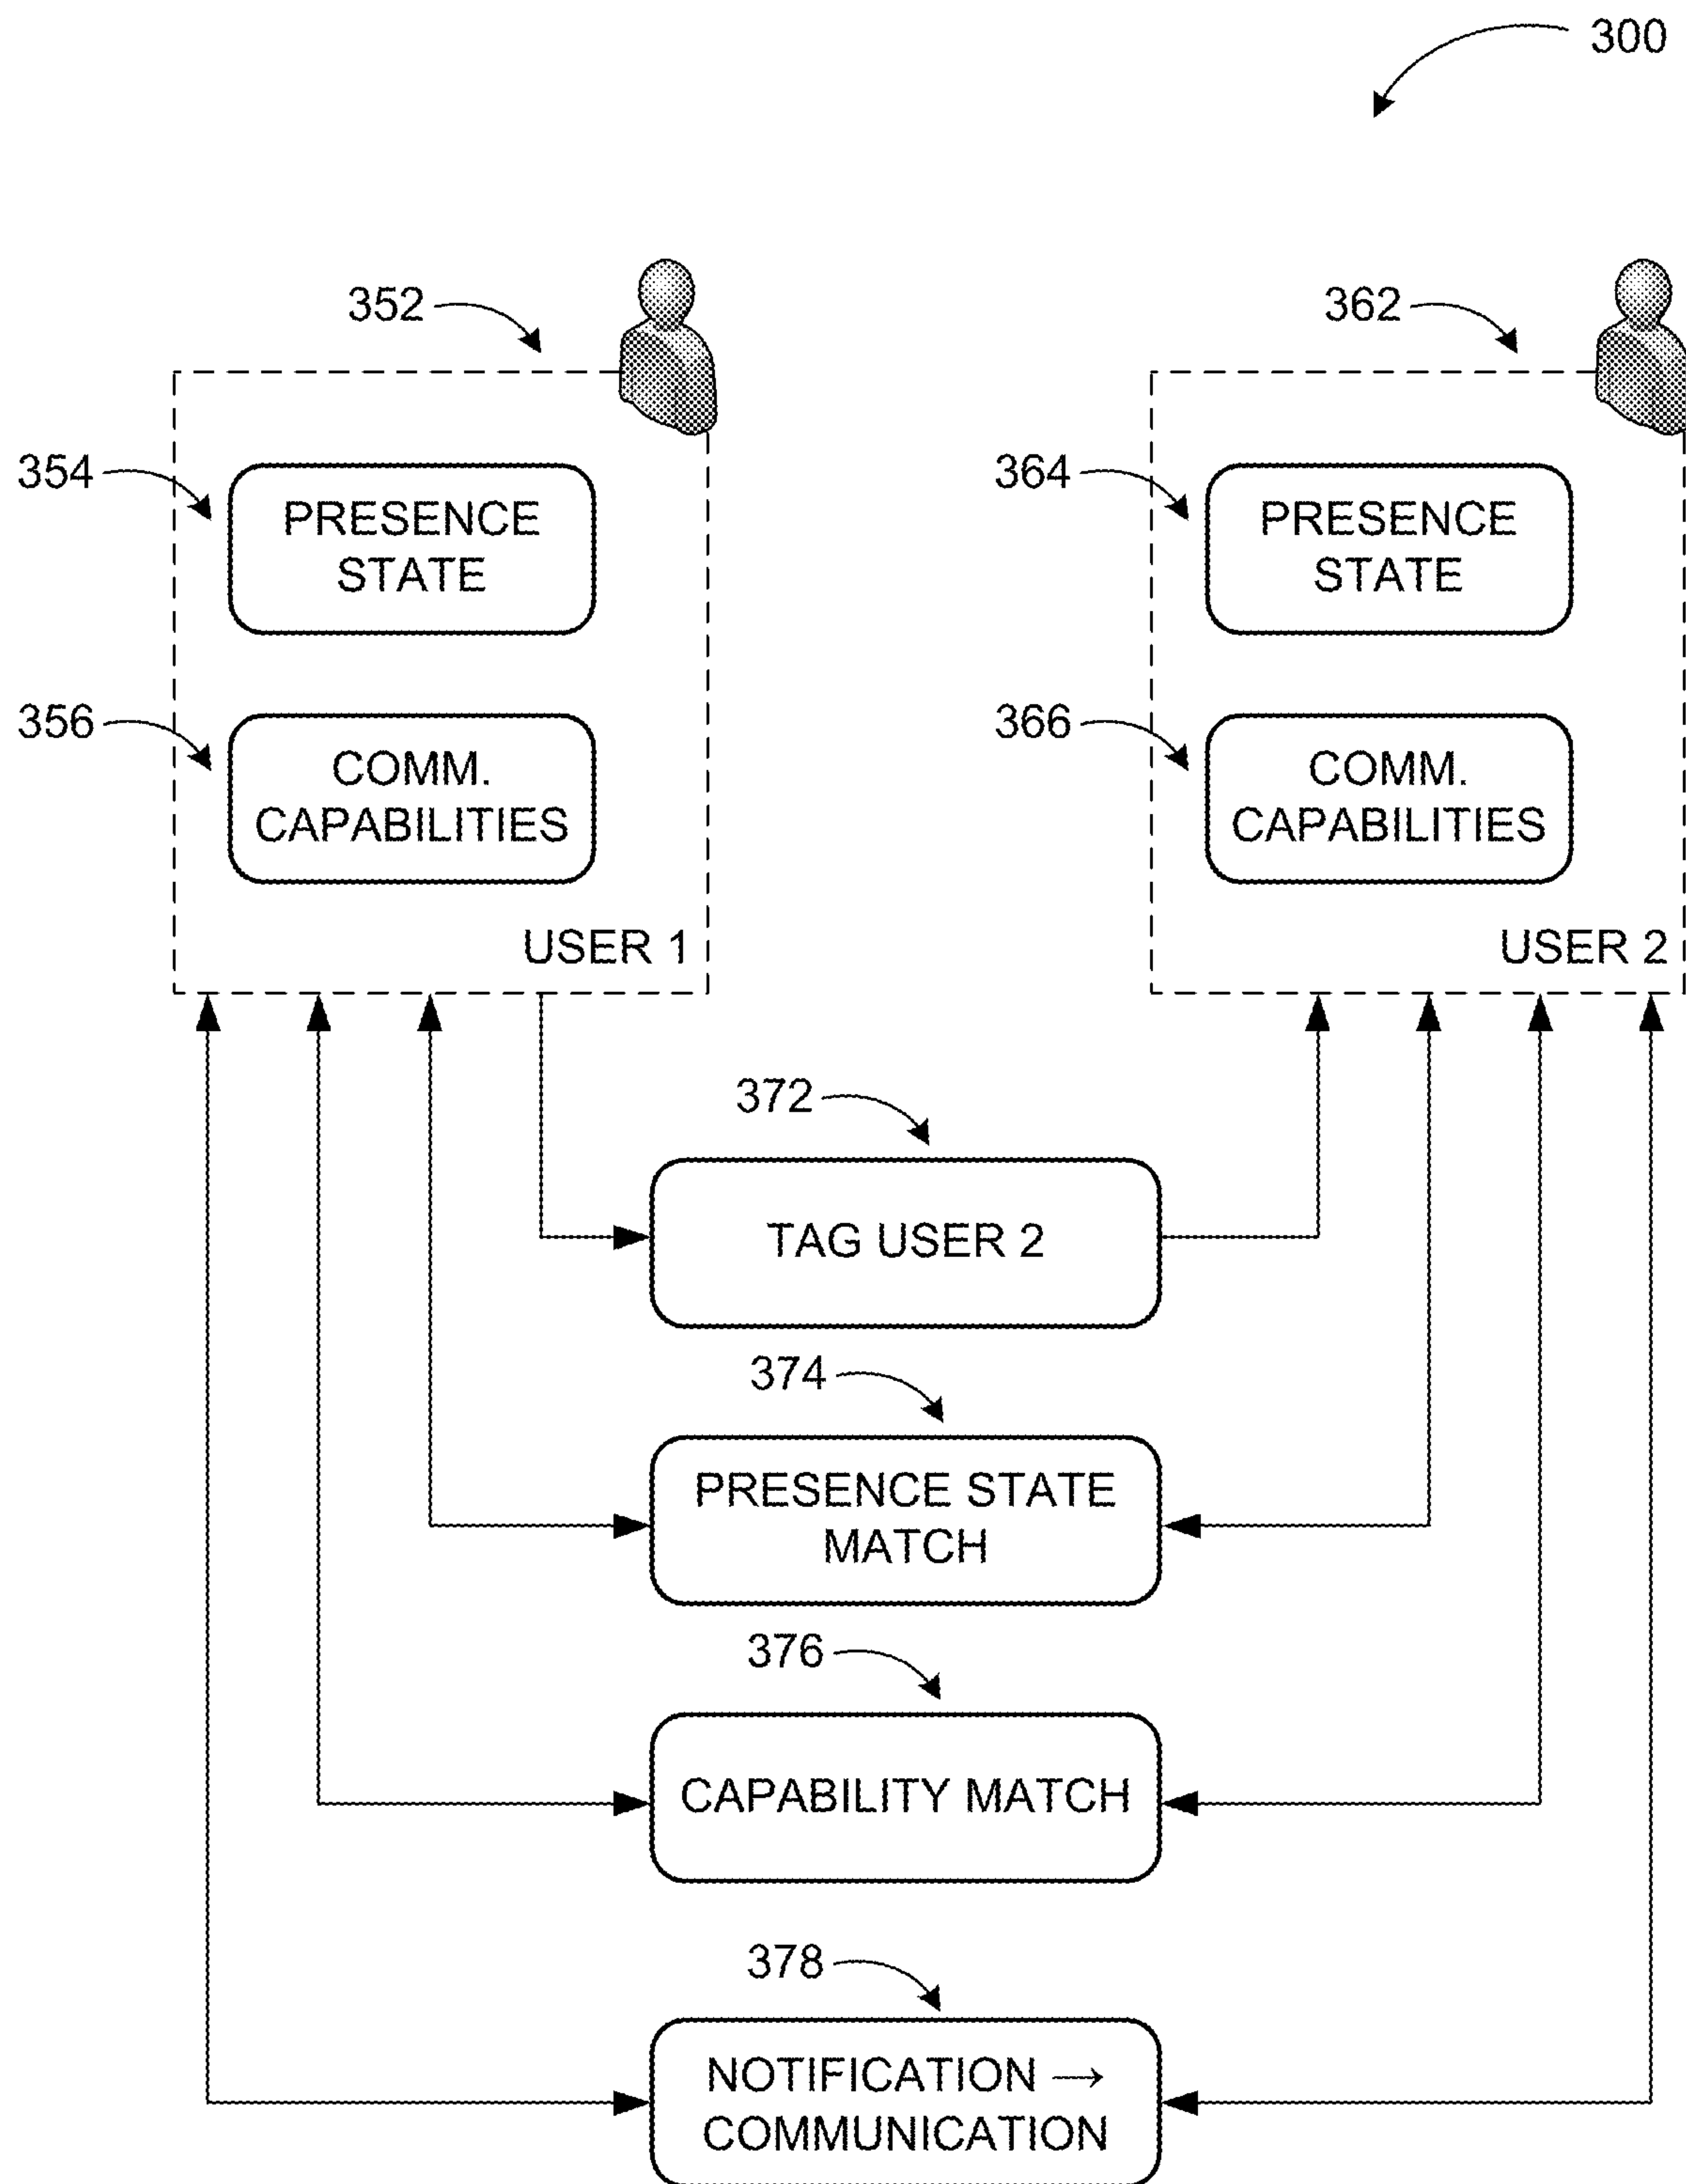 300
352
362
354
PRESENCE
STATE
364
PRESENCE
STATE
356
COMM.
CAPABILITIES
366
COMM.
CAPABILITIES
USER 1
USER 2
372
TAG USER 2
374
PRESENCE STATE
MATCH
376
CAPABILITY MATCH
378
NOTIFICATION →
COMMUNICATION